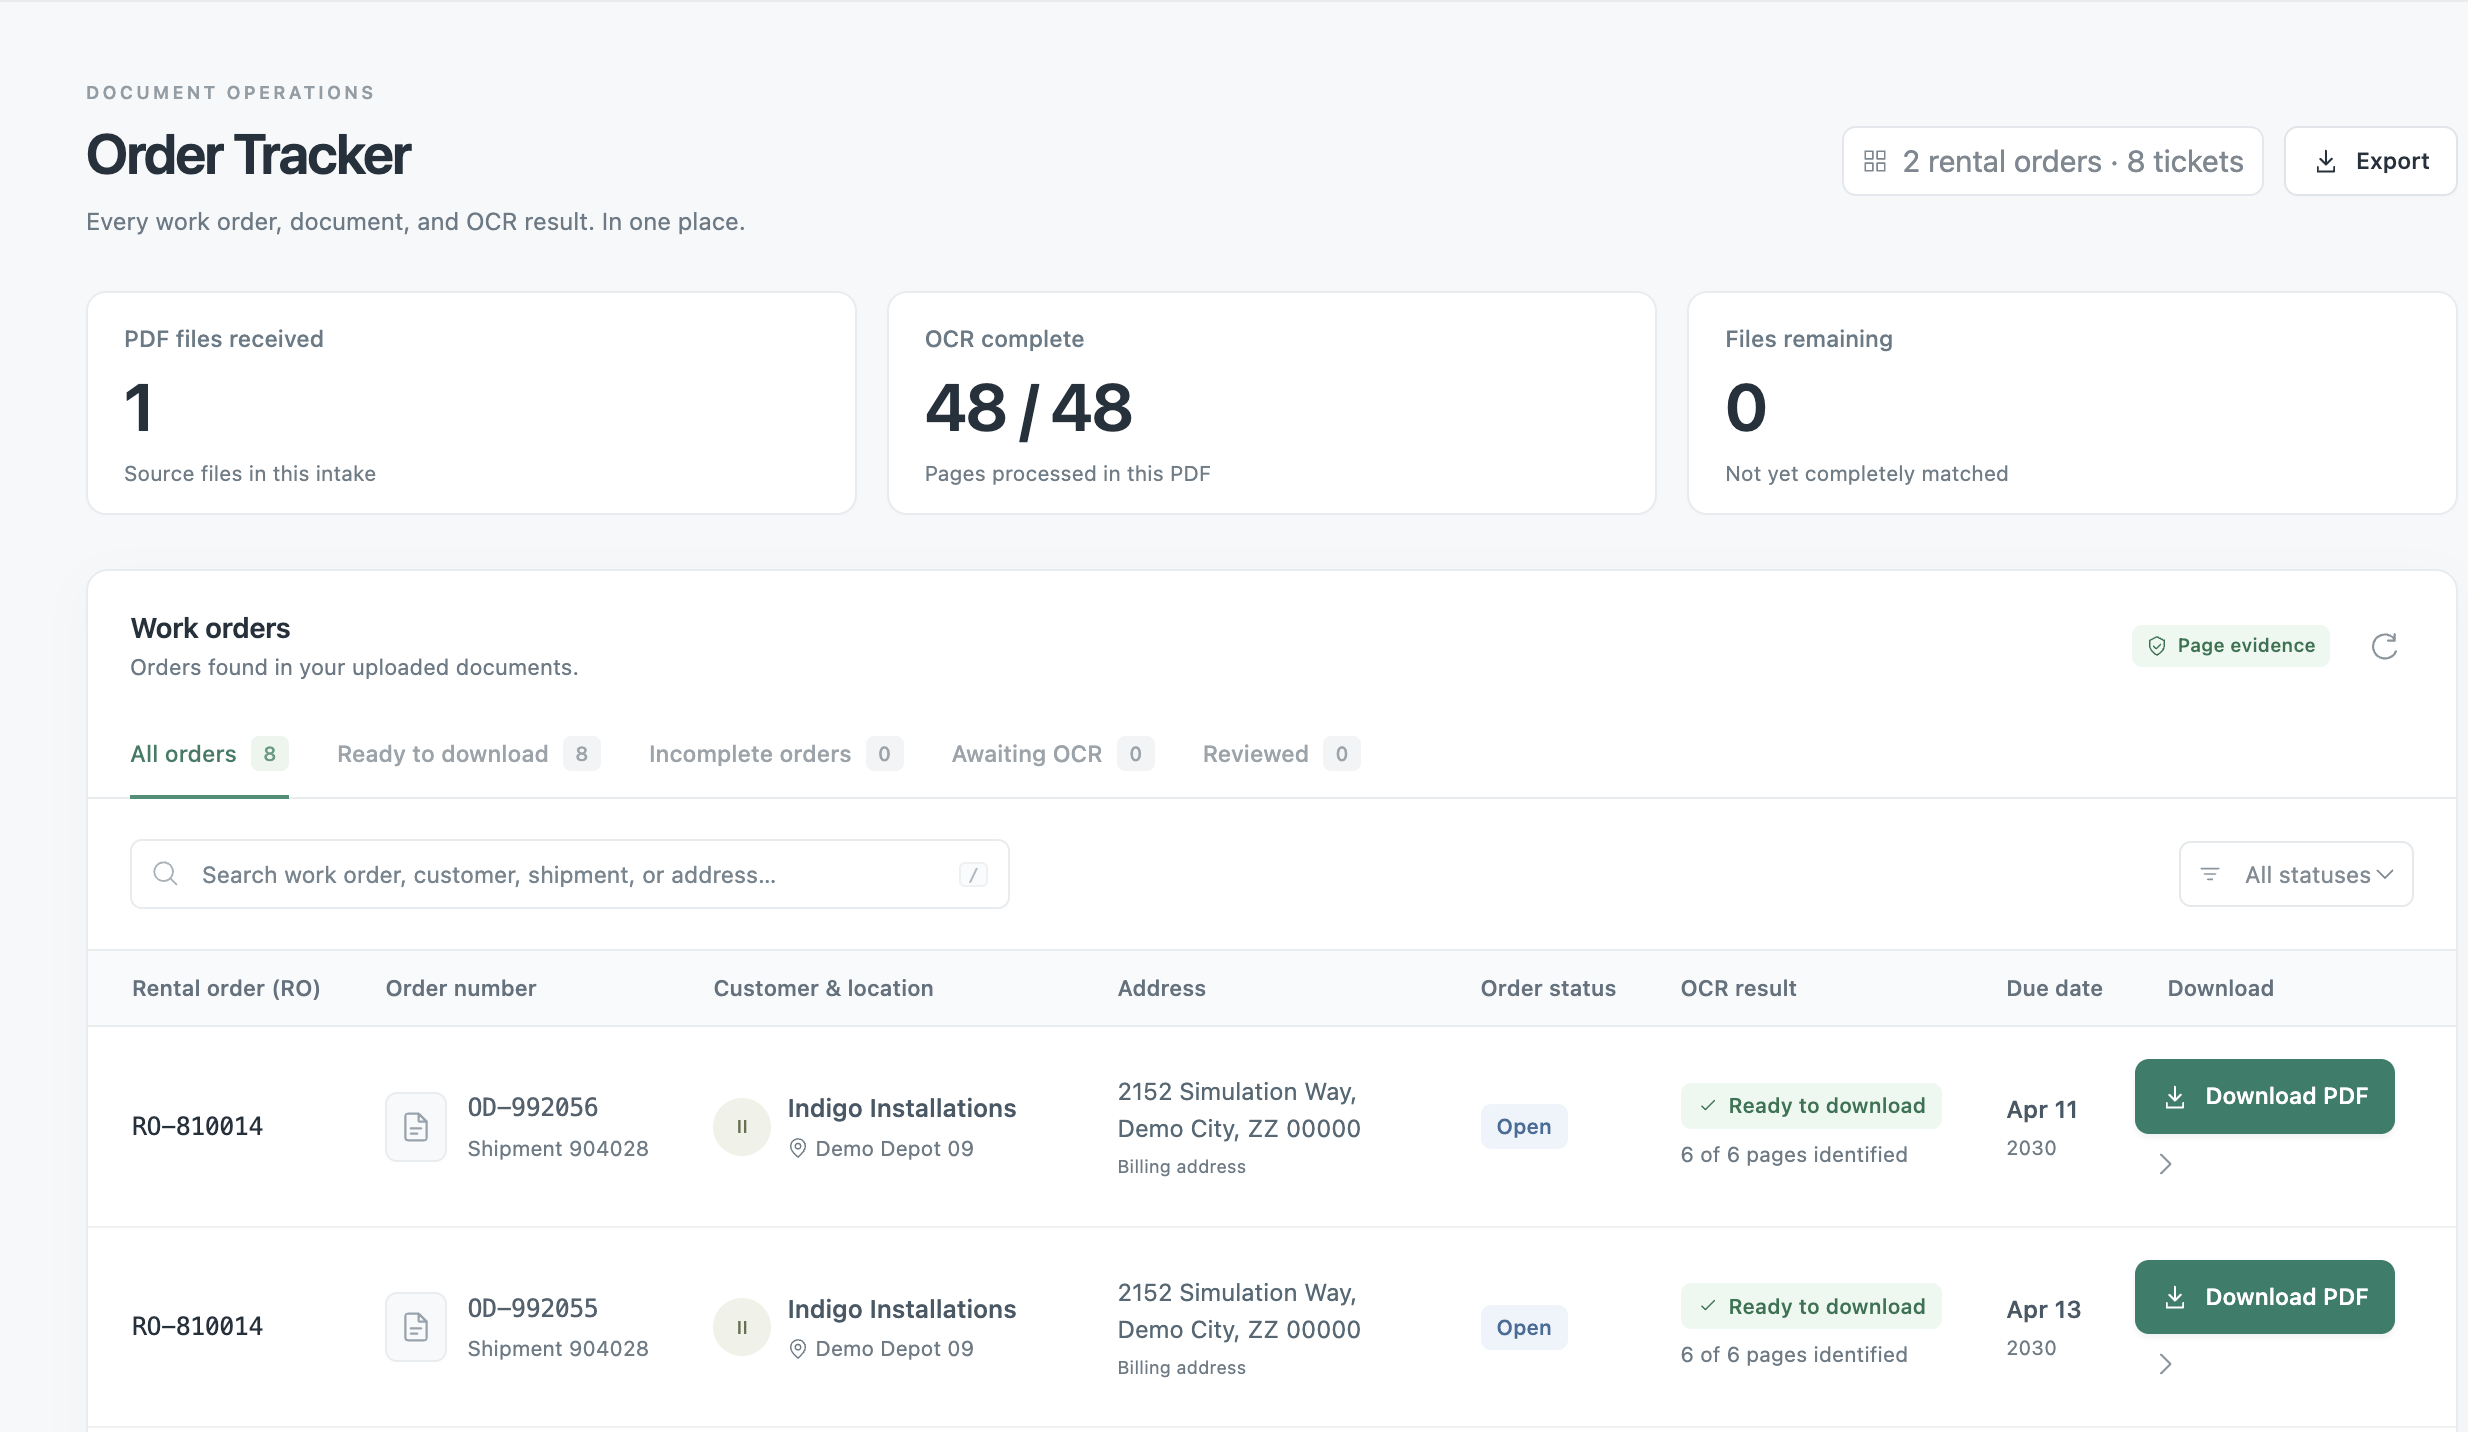 DOCUMENT OPERATIONS
Order Tracker
Every work order, document, and OCR result. In one place.
2 rental orders · 8 tickets
Export
PDF files received
1
Source files in this intake
OCR complete
48 / 48
Pages processed in this PDF
Files remaining
0
Not yet completely matched
Work orders
Orders found in your uploaded documents.
Page evidence
All orders 8
Ready to download 8
Incomplete orders 0
Awaiting OCR 0
Reviewed 0
Search work order, customer, shipment, or address...
/
All statuses
Rental order (RO)
Order number
Customer & location
Address
Order status
OCR result
Due date
Download
RO-810014
OD-992056
Shipment 904028
II
Indigo Installations
Demo Depot 09
2152 Simulation Way,
Demo City, ZZ 00000
Billing address
Open
Ready to download
6 of 6 pages identified
Apr 11
2030
Download PDF
RO-810014
OD-992055
Shipment 904028
II
Indigo Installations
Demo Depot 09
2152 Simulation Way,
Demo City, ZZ 00000
Billing address
Open
Ready to download
6 of 6 pages identified
Apr 13
2030
Download PDF